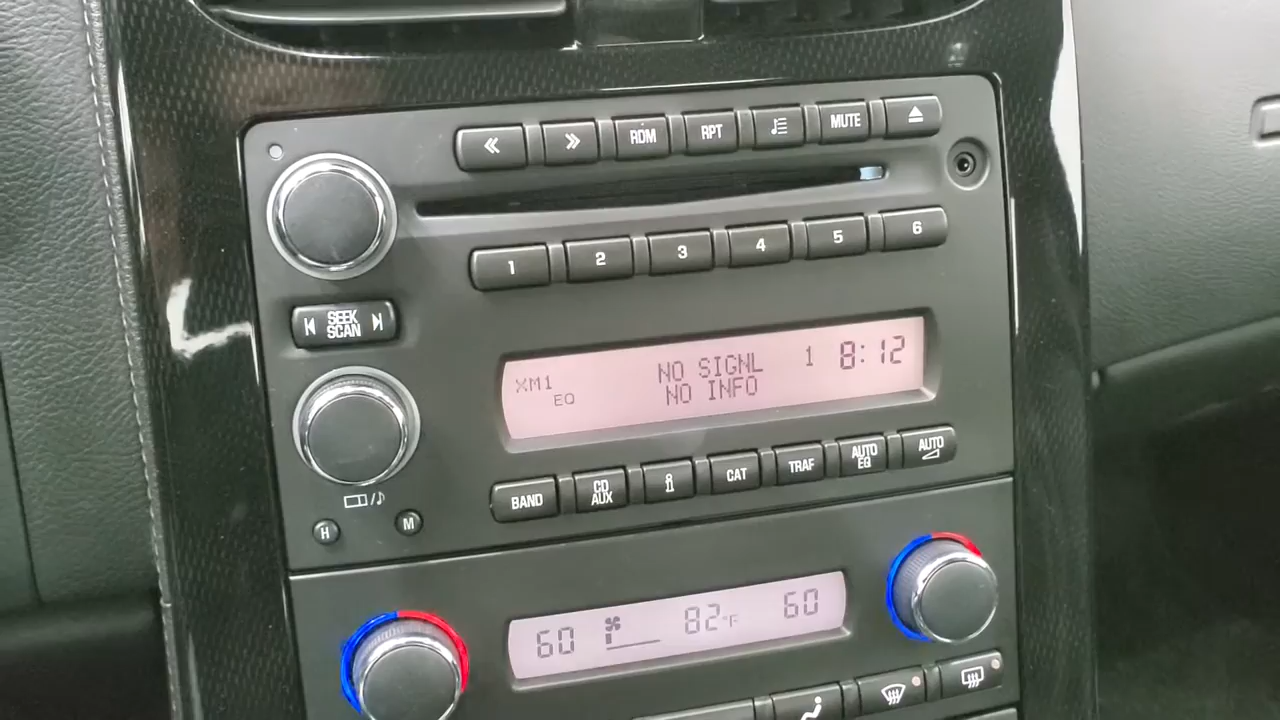 RDM RPT MUTE
1 2 3 4 5 6
SEEK
SCAN
XM1 NO SIGNL 1 8:12
EQ NO INFO
BAND CD AUX i CAT TRAF AUTO EQ AUTO
H M
60 82°F 60